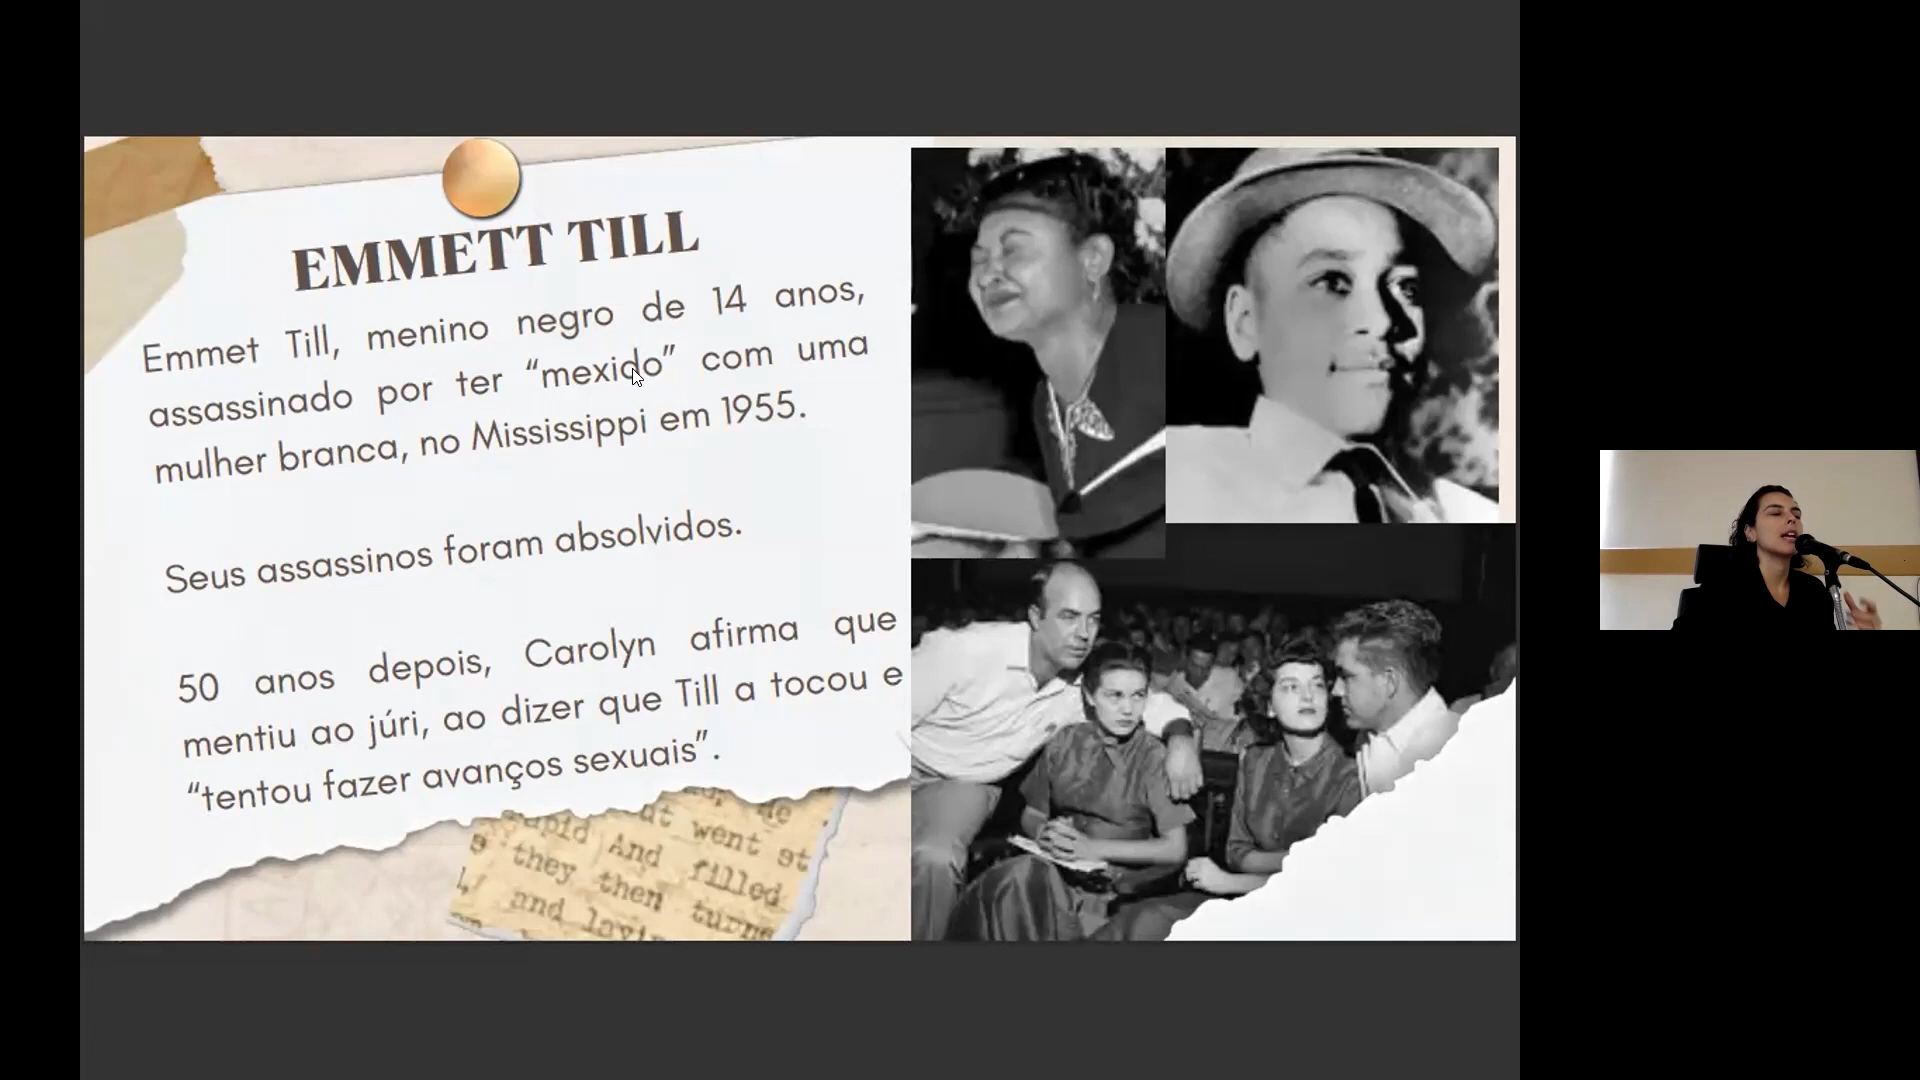 EMMETT TILL
Emmet Till, menino negro de 14 anos,
assassinado por ter “mexido” com uma
mulher branca, no Mississippi em 1955.
Seus assassinos foram absolvidos.
50 anos depois, Carolyn afirma que
mentiu ao júri, ao dizer que Till a tocou e
“tentou fazer avanços sexuais”.
went st
they then And filled
and turne